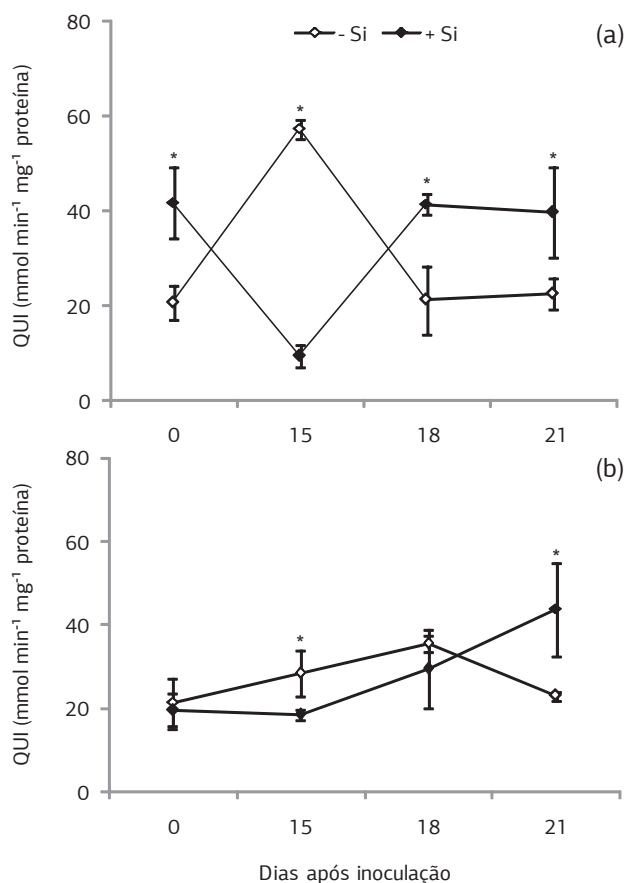 - Si + Si
(a)
80
60
40
20
0
QUI (mmol min⁻¹ mg⁻¹ proteína)
* * * *
0 15 18 21
(b)
80
60
40
20
0
QUI (mmol min⁻¹ mg⁻¹ proteína)
* *
0 15 18 21
Dias após inoculação